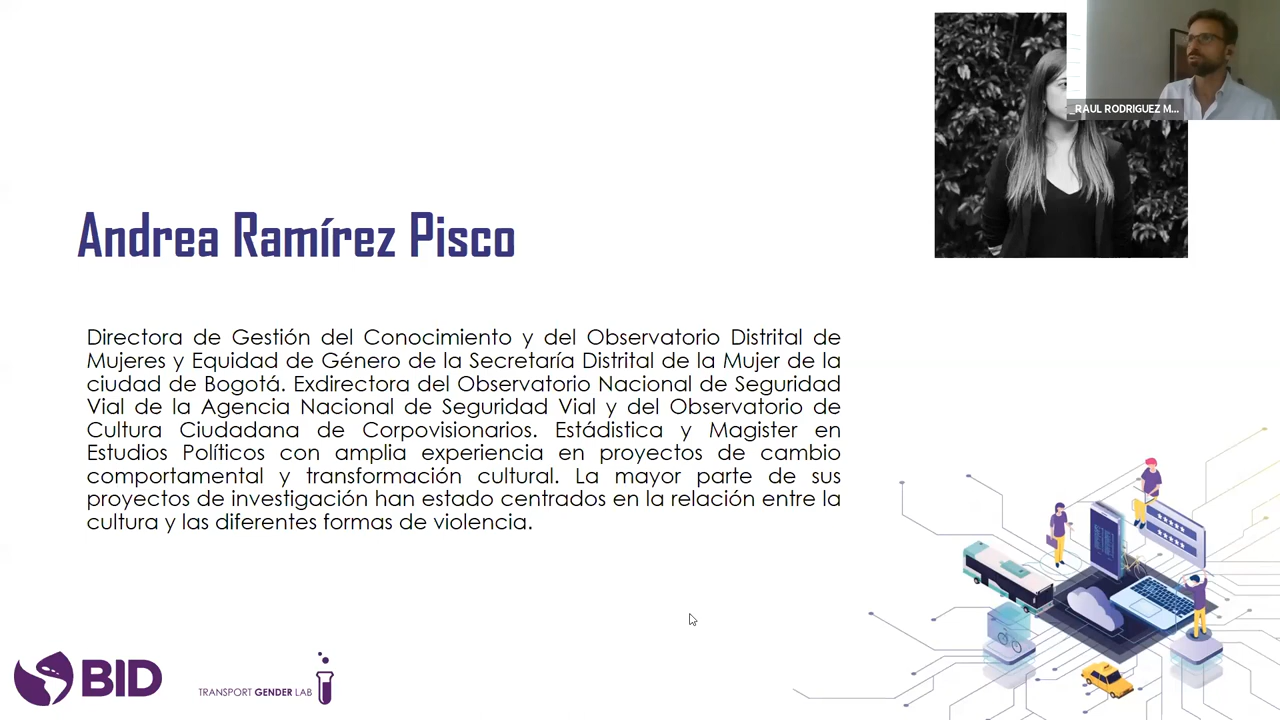 _RAUL RODRIGUEZ M...
Andrea Ramírez Pisco
Directora de Gestión del Conocimiento y del Observatorio Distrital de
Mujeres y Equidad de Género de la Secretaría Distrital de la Mujer de la
ciudad de Bogotá. Exdirectora del Observatorio Nacional de Seguridad
Vial de la Agencia Nacional de Seguridad Vial y del Observatorio de
Cultura Ciudadana de Corpovisionarios. Estádistica y Magister en
Estudios Políticos con amplia experiencia en proyectos de cambio
comportamental y transformación cultural. La mayor parte de sus
proyectos de investigación han estado centrados en la relación entre la
cultura y las diferentes formas de violencia.
BID
TRANSPORT GENDER LAB